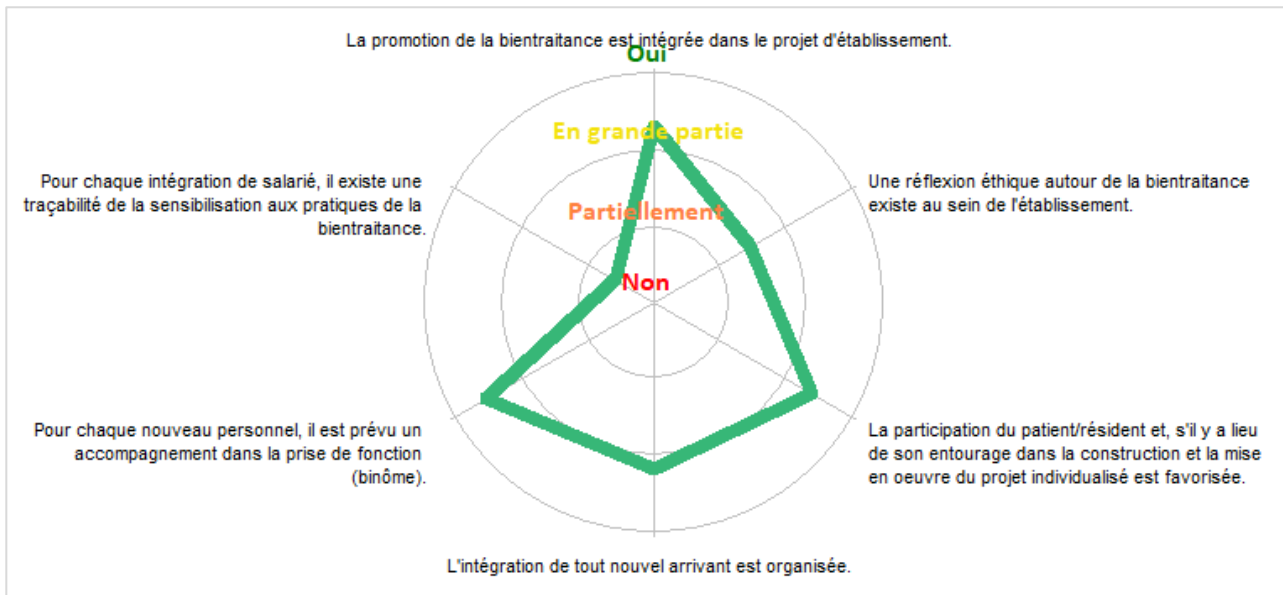 La promotion de la bientraitance est intégrée dans le projet d'établissement.
Oui
En grande partie
Partiellement
Non
Une réflexion éthique autour de la bientraitance
existe au sein de l'établissement.
La participation du patient/résident et, s'il y a lieu
de son entourage dans la construction et la mise
en oeuvre du projet individualisé est favorisée.
L'intégration de tout nouvel arrivant est organisée.
Pour chaque nouveau personnel, il est prévu un
accompagnement dans la prise de fonction
(binôme).
Pour chaque intégration de salarié, il existe une
traçabilité de la sensibilisation aux pratiques de la
bientraitance.